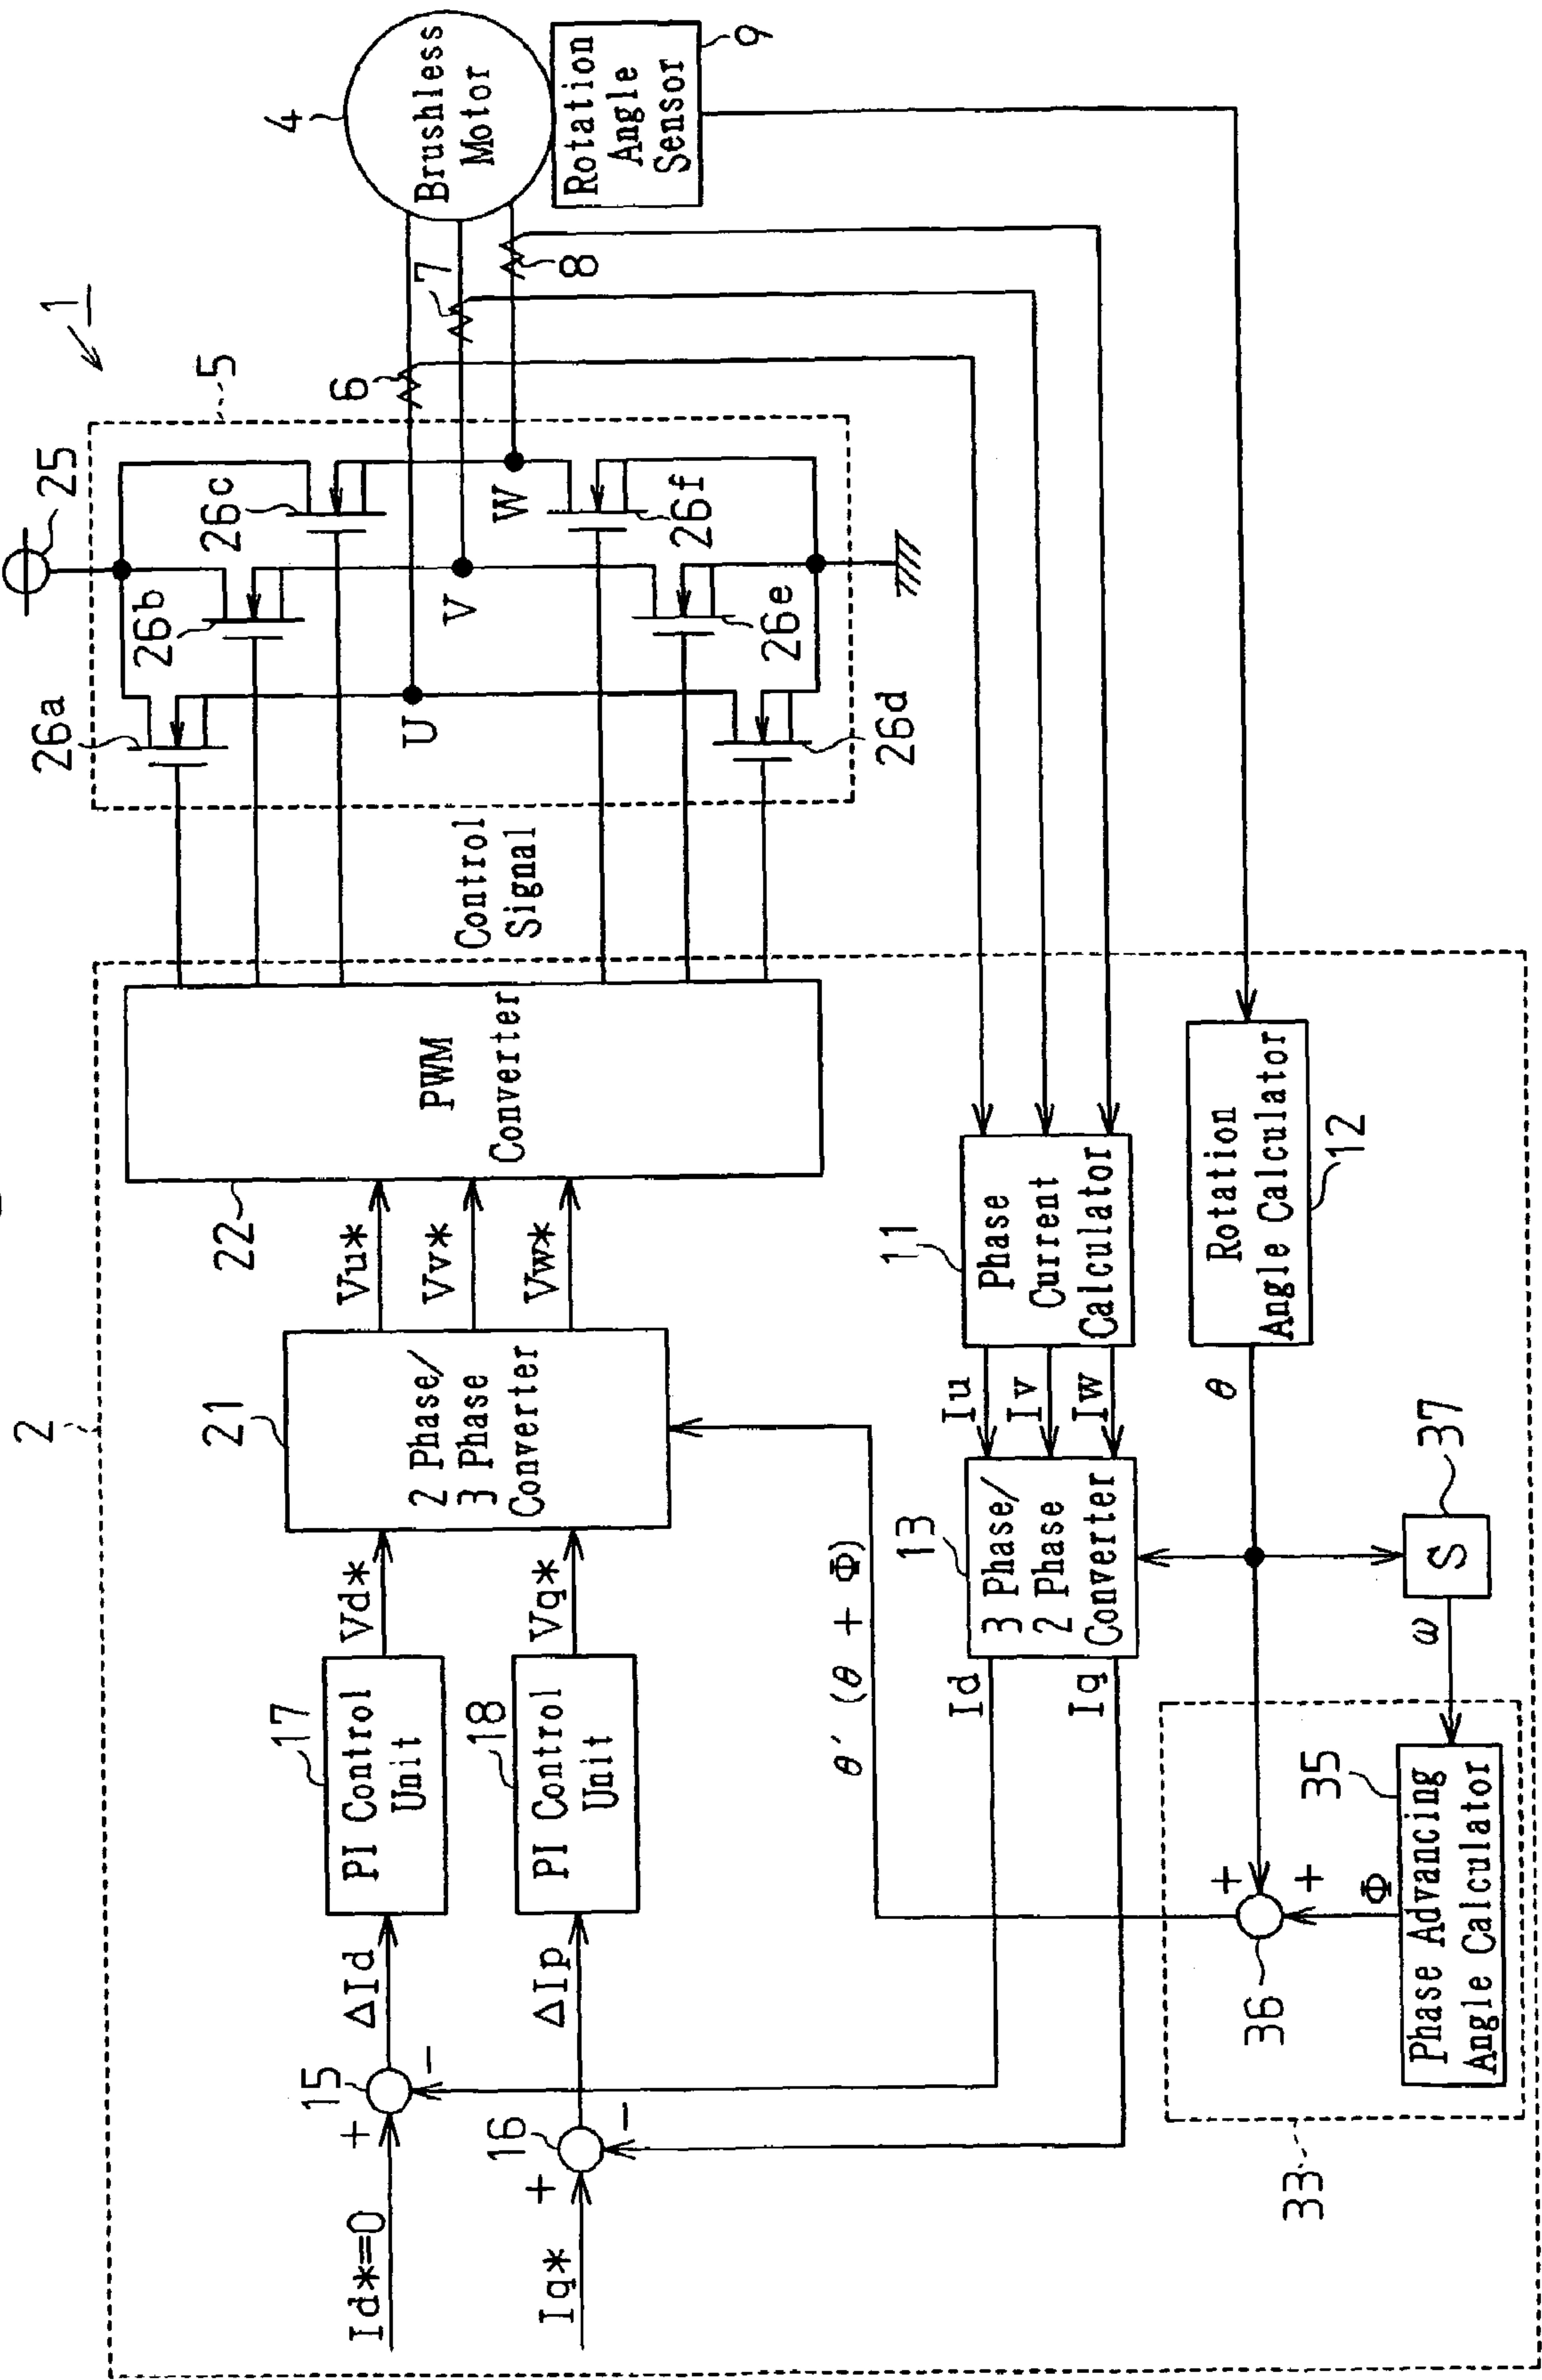 1
2
25
5
26a
26b
26c
U
V
W
26d
26e
26f
6
7
8
4
Brushless
Motor
Rotation
Angle
Sensor
9
Control
Signal
22
PWM
Converter
Vu*
Vv*
Vw*
21
2 Phase/
3 Phase
Converter
Vd*
Vq*
17
PI Control
Unit
18
PI Control
Unit
ΔId
ΔIp
15
+
−
16
+
−
Id*=0
Iq*
θ′ (θ + Φ)
11
Phase
Current
Calculator
Iu
Iv
Iw
13
3 Phase/
2 Phase
Converter
Id
Iq
Rotation
Angle Calculator
12
θ
37
S
ω
35
Phase Advancing
Angle Calculator
Φ
+
+
36
33